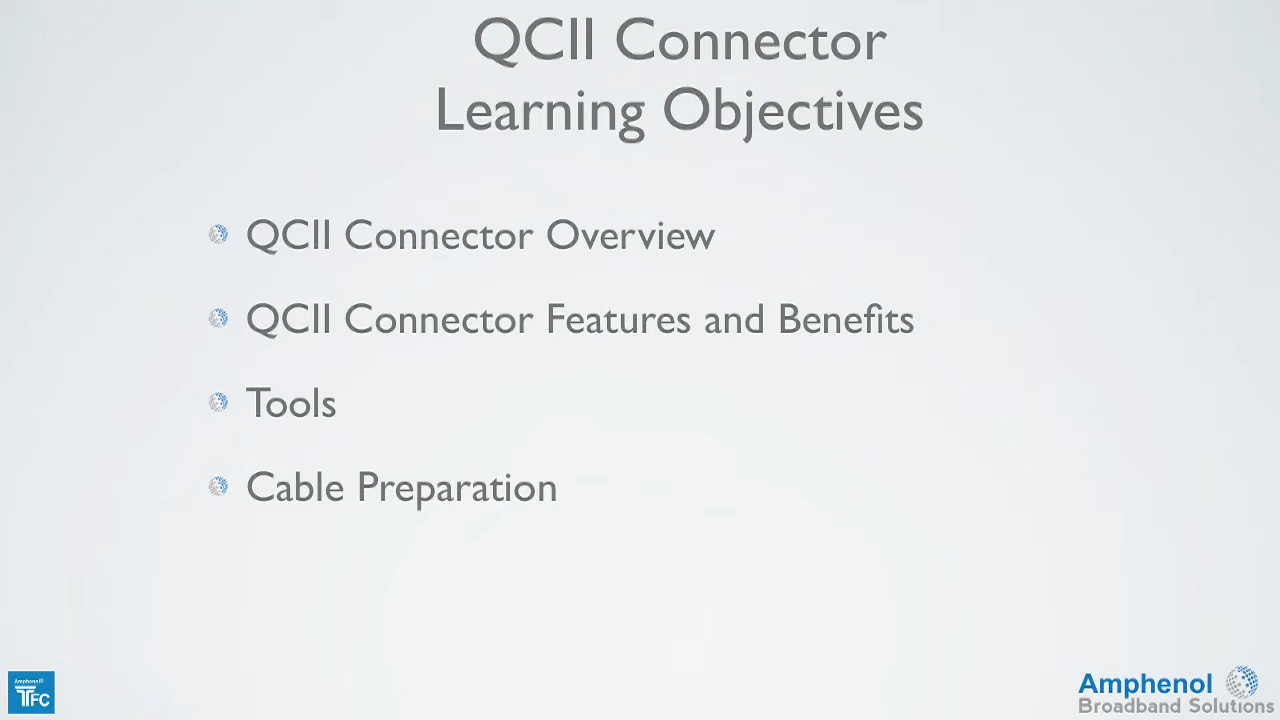 QCII Connector
Learning Objectives
QCII Connector Overview
QCII Connector Features and Benefits
Tools
Cable Preparation
Amphenol®
TFC
Amphenol
Broadband Solutions